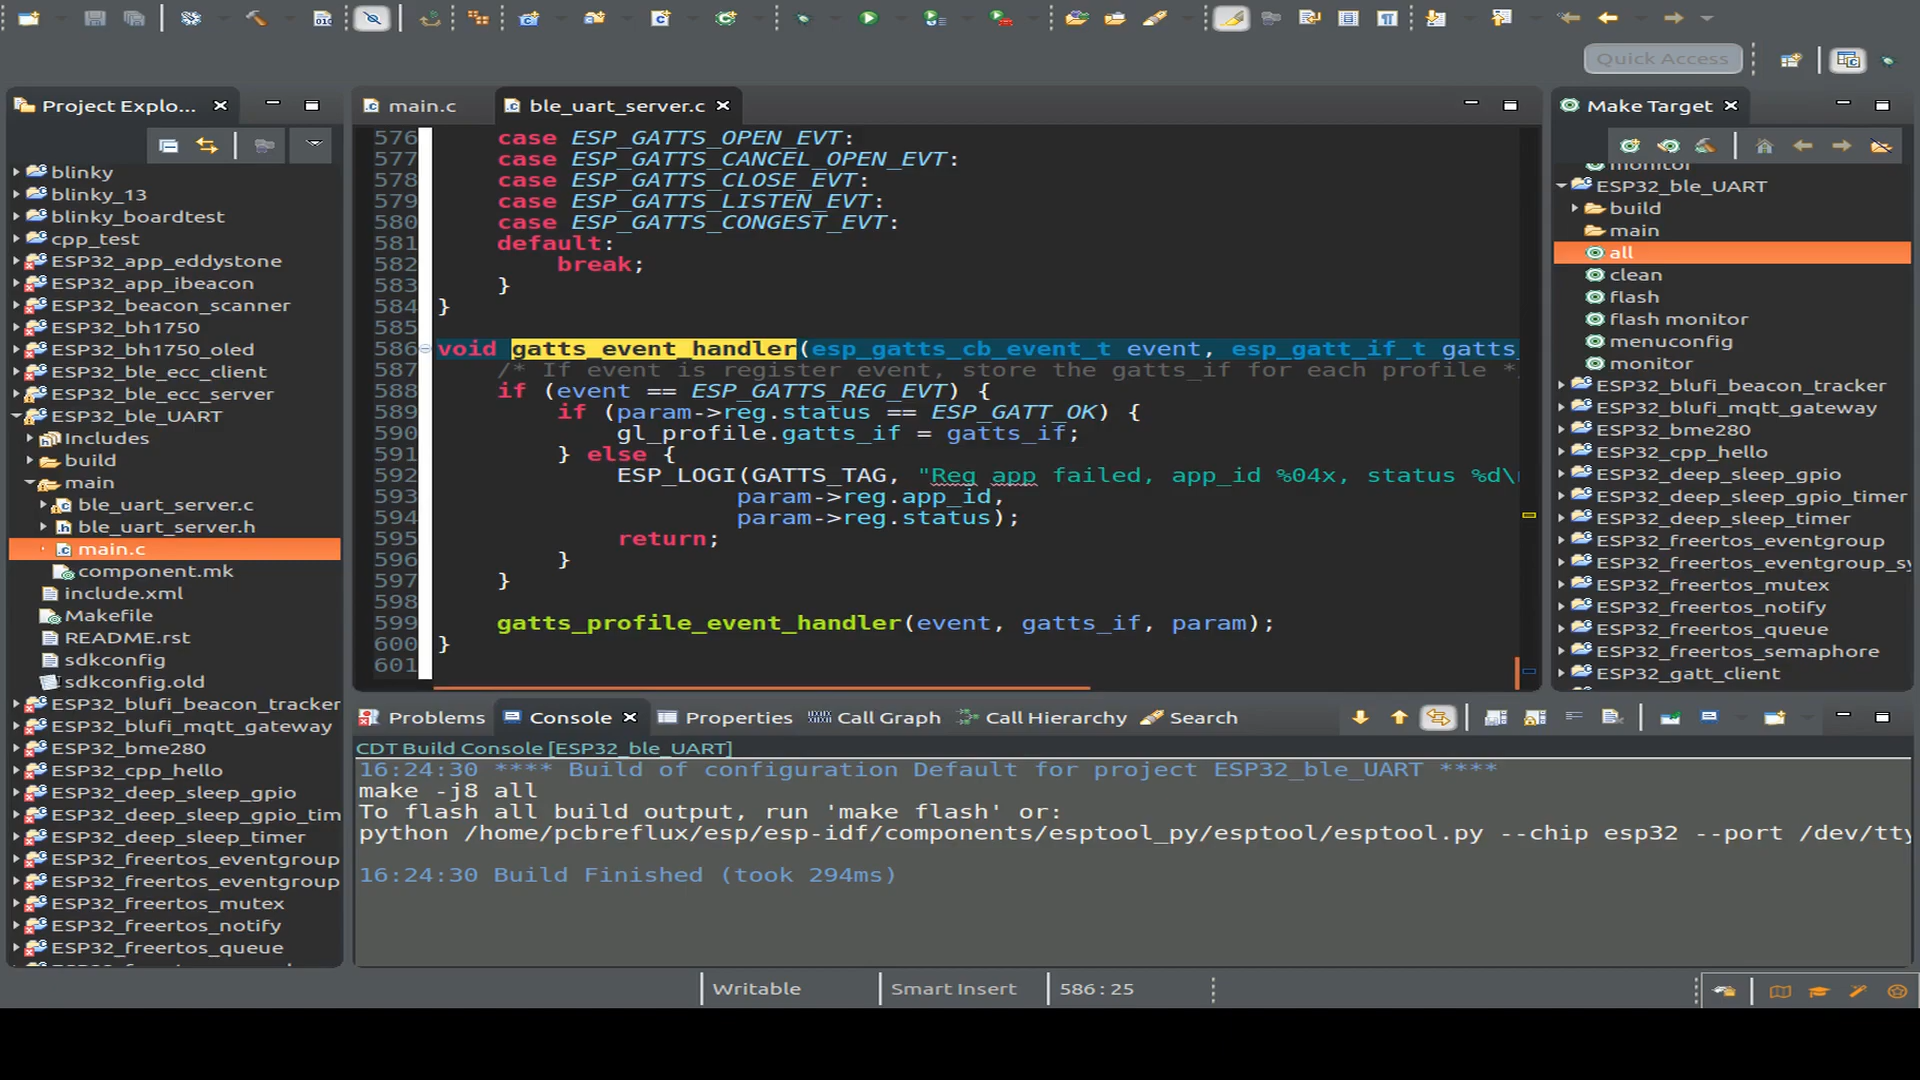 Quick Access
Project Explo...
blinky
blinky_13
blinky_boardtest
cpp_test
ESP32_app_eddystone
ESP32_app_ibeacon
ESP32_beacon_scanner
ESP32_bh1750
ESP32_bh1750_oled
ESP32_ble_ecc_client
ESP32_ble_ecc_server
ESP32_ble_UART
Includes
build
main
ble_uart_server.c
ble_uart_server.h
main.c
component.mk
include.xml
Makefile
README.rst
sdkconfig
sdkconfig.old
ESP32_blufi_beacon_tracker
ESP32_blufi_mqtt_gateway
ESP32_bme280
ESP32_cpp_hello
ESP32_deep_sleep_gpio
ESP32_deep_sleep_gpio_tim
ESP32_deep_sleep_timer
ESP32_freertos_eventgroup
ESP32_freertos_eventgroup
ESP32_freertos_mutex
ESP32_freertos_notify
ESP32_freertos_queue
main.c
ble_uart_server.c
576 case ESP_GATTS_OPEN_EVT:
577 case ESP_GATTS_CANCEL_OPEN_EVT:
578 case ESP_GATTS_CLOSE_EVT:
579 case ESP_GATTS_LISTEN_EVT:
580 case ESP_GATTS_CONGEST_EVT:
581 default:
582 break;
583 }
584 }
585
586 void gatts_event_handler(esp_gatts_cb_event_t event, esp_gatt_if_t gatts_
587 /* If event is register event, store the gatts_if for each profile *
588 if (event == ESP_GATTS_REG_EVT) {
589 if (param->reg.status == ESP_GATT_OK) {
590 gl_profile.gatts_if = gatts_if;
591 } else {
592 ESP_LOGI(GATTS_TAG, "Reg app failed, app_id %04x, status %d\
593 param->reg.app_id,
594 param->reg.status);
595 return;
596 }
597 }
598
599 gatts_profile_event_handler(event, gatts_if, param);
600 }
601
Make Target
monitor
ESP32_ble_UART
build
main
all
clean
flash
flash monitor
menuconfig
monitor
ESP32_blufi_beacon_tracker
ESP32_blufi_mqtt_gateway
ESP32_bme280
ESP32_cpp_hello
ESP32_deep_sleep_gpio
ESP32_deep_sleep_gpio_timer
ESP32_deep_sleep_timer
ESP32_freertos_eventgroup
ESP32_freertos_eventgroup_sy
ESP32_freertos_mutex
ESP32_freertos_notify
ESP32_freertos_queue
ESP32_freertos_semaphore
ESP32_gatt_client
Problems
Console
Properties
Call Graph
Call Hierarchy
Search
CDT Build Console [ESP32_ble_UART]
16:24:30 **** Build of configuration Default for project ESP32_ble_UART ****
make -j8 all
To flash all build output, run 'make flash' or:
python /home/pcbreflux/esp/esp-idf/components/esptool_py/esptool/esptool.py --chip esp32 --port /dev/tty
16:24:30 Build Finished (took 294ms)
Writable
Smart Insert
586:25